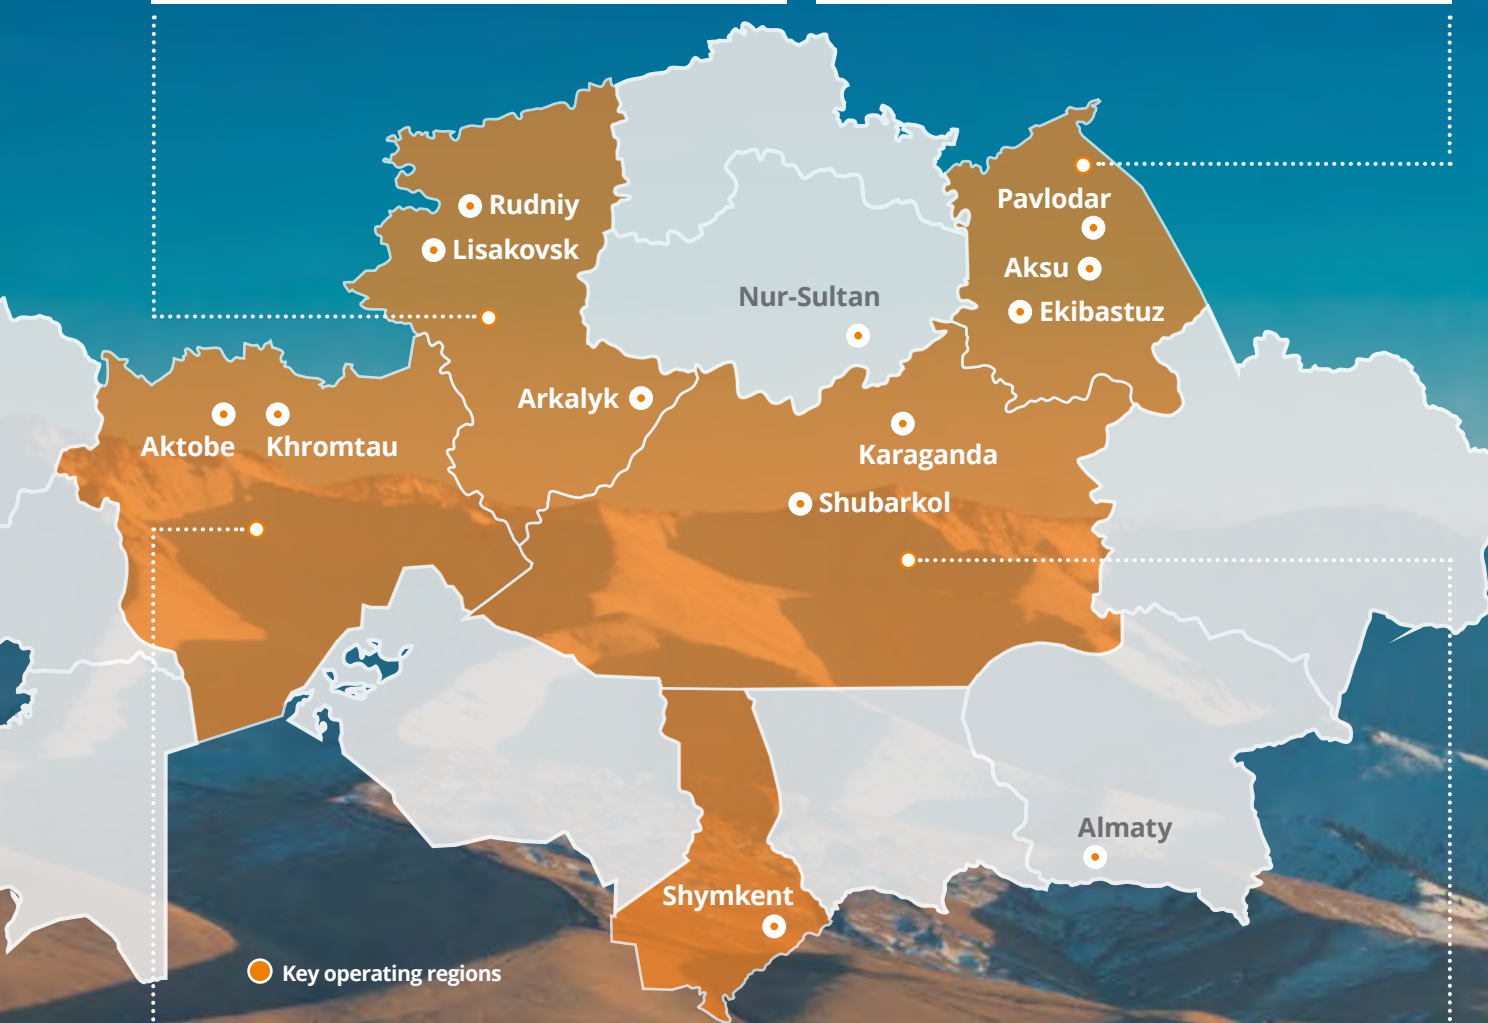 Rudniy
Lisakovsk
Pavlodar
Aksu
Ekibastuz
Nur-Sultan
Arkalyk
Aktobe
Khromtau
Karaganda
Shubarkol
Almaty
Shymkent
Key operating regions